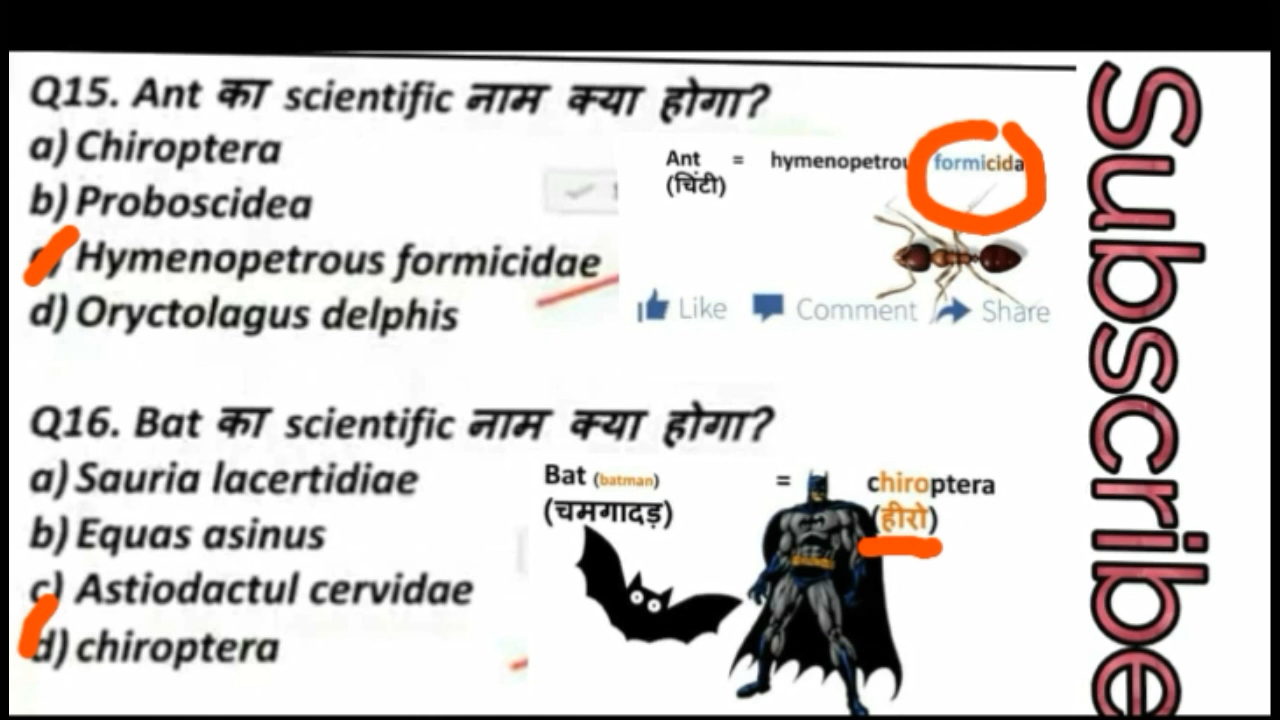 Q15. Ant का scientific नाम क्या होगा?
a) Chiroptera
b) Proboscidea
Hymenopetrous formicidae
d) Oryctolagus delphis
Ant = hymenopetrou formicida
(चिंटी)
Like Comment Share
Q16. Bat का scientific नाम क्या होगा?
a) Sauria lacertidiae
b) Equas asinus
c) Astiodactul cervidae
d) chiroptera
Bat (batman) = chiroptera
(चमगादड़) (हीरो)
Subscribe